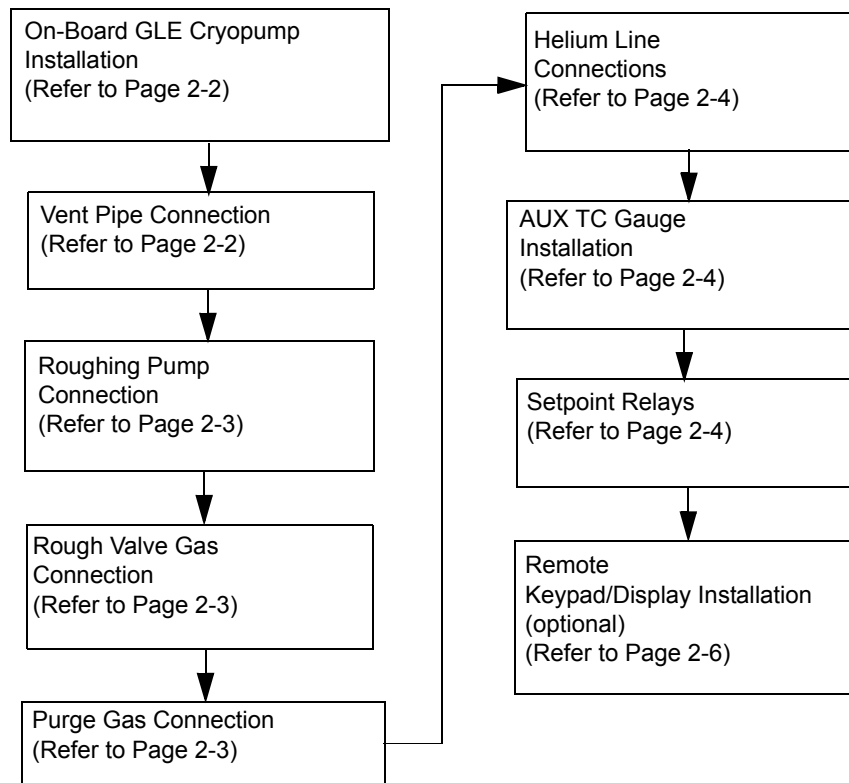 On-Board GLE Cryopump
Installation
(Refer to Page 2-2)
Vent Pipe Connection
(Refer to Page 2-2)
Roughing Pump
Connection
(Refer to Page 2-3)
Rough Valve Gas
Connection
(Refer to Page 2-3)
Purge Gas Connection
(Refer to Page 2-3)
Helium Line
Connections
(Refer to Page 2-4)
AUX TC Gauge
Installation
(Refer to Page 2-4)
Setpoint Relays
(Refer to Page 2-4)
Remote
Keypad/Display Installation
(optional)
(Refer to Page 2-6)